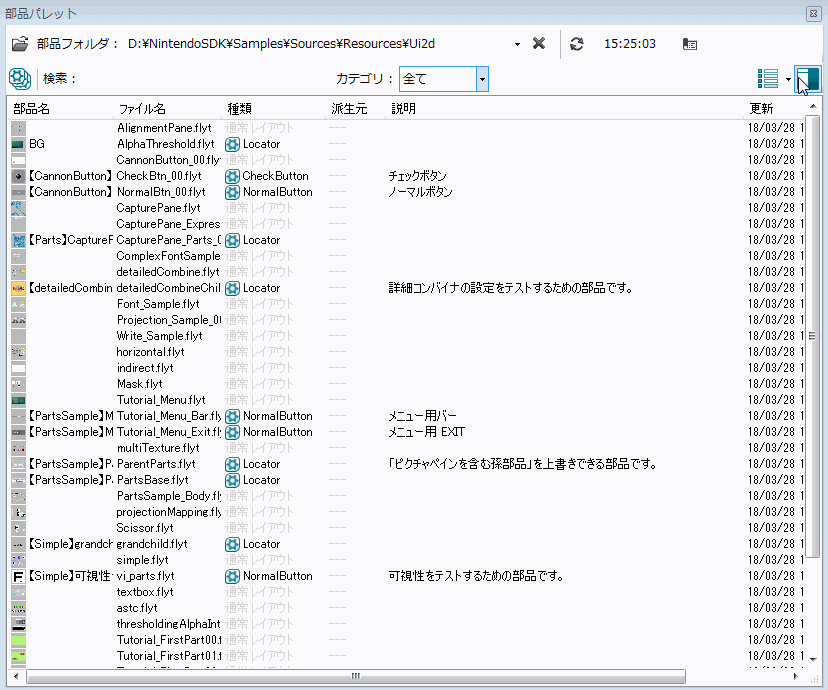 部品パレット
部品フォルダ： D:¥NintendoSDK¥Samples¥Sources¥Resources¥Ui2d 15:25:03
検索： カテゴリ： 全て
部品名 ファイル名 種類 派生元 説明 更新
AlignmentPane.flyt 通常レイアウト --- 18/03/28 1
BG AlphaThreshold.flyt Locator --- 18/03/28 1
CannonButton_00.fly 通常レイアウト --- 18/03/28 1
【CannonButton】 CheckBtn_00.flyt CheckButton --- チェックボタン 18/03/28 1
【CannonButton】 NormalBtn_00.flyt NormalButton --- ノーマルボタン 18/03/28 1
CapturePane.flyt 通常レイアウト --- 18/03/28 1
CapturePane_Expres 通常レイアウト --- 18/03/28 1
【Parts】CaptureF CapturePane_Parts_0 Locator --- 18/03/28 1
ComplexFontSample 通常レイアウト --- 18/03/28 1
detailedCombine.flyt 通常レイアウト --- 18/03/28 1
【detailedCombin detailedCombineChil Locator --- 詳細コンバイナの設定をテストするための部品です。 18/03/28 1
Font_Sample.flyt 通常レイアウト --- 18/03/28 1
Projection_Sample_00 通常レイアウト --- 18/03/28 1
Write_Sample.flyt 通常レイアウト --- 18/03/28 1
horizontal.flyt 通常レイアウト --- 18/03/28 1
indirect.flyt 通常レイアウト --- 18/03/28 1
Mask.flyt 通常レイアウト --- 18/03/28 1
Tutorial_Menu.flyt 通常レイアウト --- 18/03/28 1
【PartsSample】M Tutorial_Menu_Bar.fly NormalButton --- メニュー用バー 18/03/28 1
【PartsSample】M Tutorial_Menu_Exit.fly NormalButton --- メニュー用 EXIT 18/03/28 1
multiTexture.flyt 通常レイアウト --- 18/03/28 1
【PartsSample】P ParentParts.flyt Locator --- 「ピクチャペインを含む孫部品」を上書きできる部品です。 18/03/28 1
【PartsSample】P PartsBase.flyt Locator --- 18/03/28 1
PartsSample_Body.fly 通常レイアウト --- 18/03/28 1
projectionMapping.fly 通常レイアウト --- 18/03/28 1
Scissor.flyt 通常レイアウト --- 18/03/28 1
【Simple】grandch grandchild.flyt Locator --- 18/03/28 1
simple.flyt 通常レイアウト --- 18/03/28 1
【Simple】可視性 vi_parts.flyt NormalButton --- 可視性をテストするための部品です。 18/03/28 1
textbox.flyt 通常レイアウト --- 18/03/28 1
astc.flyt 通常レイアウト --- 18/03/28 1
thresholdingAlphaInt 通常レイアウト --- 18/03/28 1
Tutorial_FirstPart00.f 通常レイアウト --- 18/03/28 1
Tutorial_FirstPart01.f 通常レイアウト --- 18/03/28 1